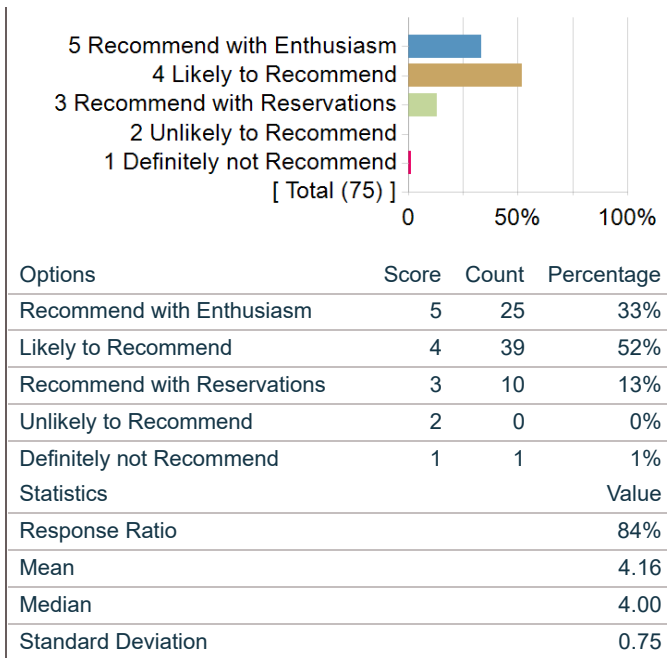 5 Recommend with Enthusiasm
4 Likely to Recommend
3 Recommend with Reservations
2 Unlikely to Recommend
1 Definitely not Recommend
[ Total (75) ]
0 50% 100%
Options Score Count Percentage
Recommend with Enthusiasm 5 25 33%
Likely to Recommend 4 39 52%
Recommend with Reservations 3 10 13%
Unlikely to Recommend 2 0 0%
Definitely not Recommend 1 1 1%
Statistics Value
Response Ratio 84%
Mean 4.16
Median 4.00
Standard Deviation 0.75